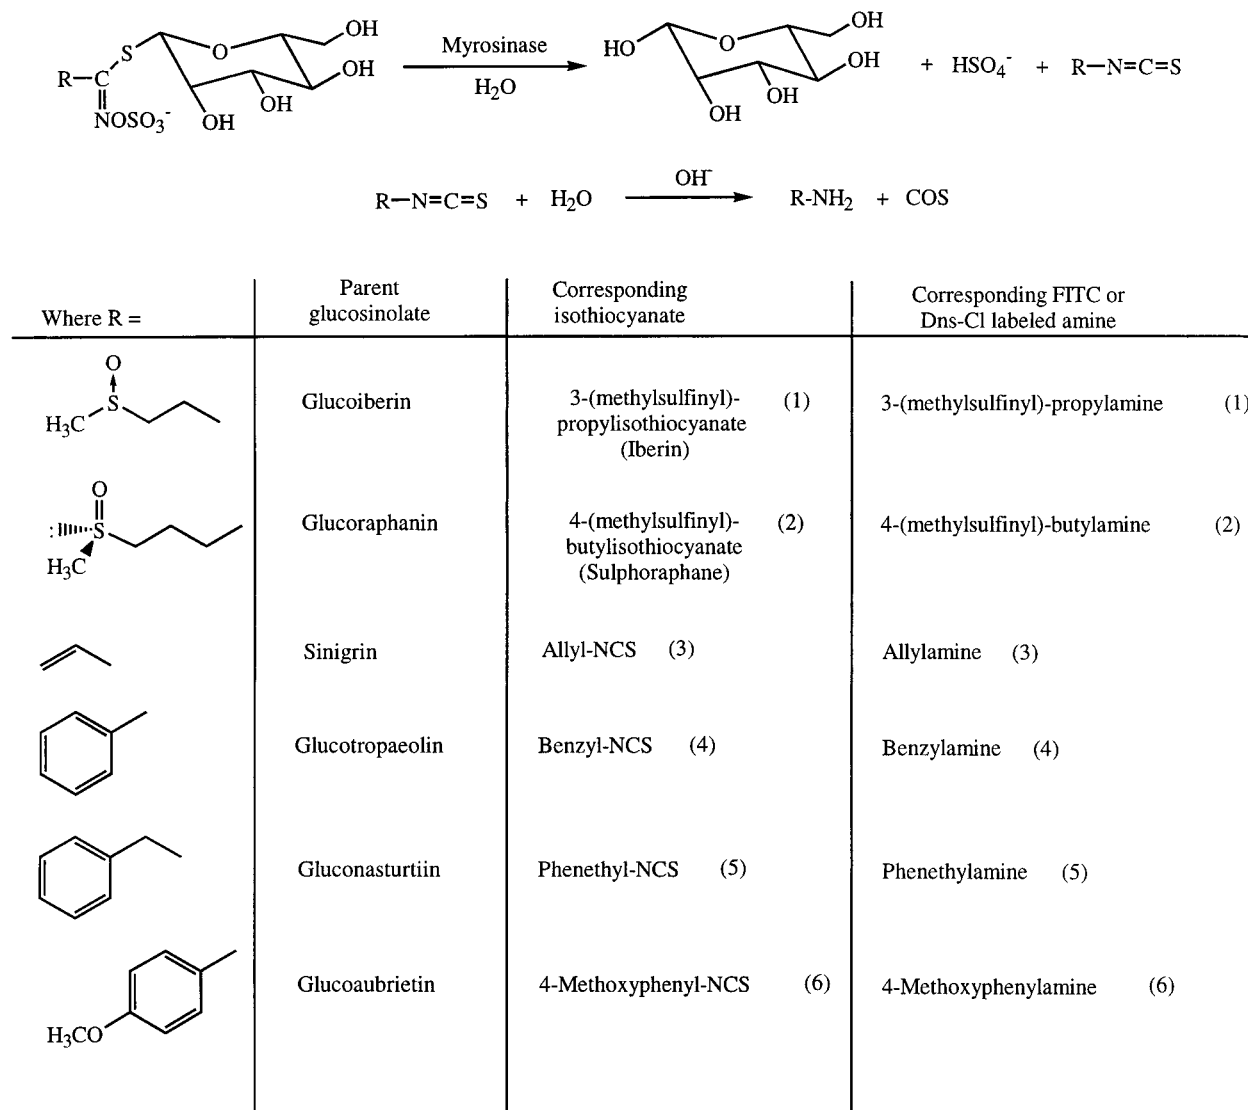 S O OH
R—C OH
NOSO₃⁻ OH OH
Myrosinase
H₂O
HO O OH
OH
OH OH
+ HSO₄⁻ + R—N=C=S
R—N=C=S + H₂O OH⁻ R-NH₂ + COS
Where R =
Parent
glucosinolate
Corresponding
isothiocyanate
Corresponding FITC or
Dns-Cl labeled amine
O
S
H₃C
Glucoiberin
3-(methylsulfinyl)- (1)
propylisothiocyanate
(Iberin)
3-(methylsulfinyl)-propylamine (1)
O
: S
H₃C
Glucoraphanin
4-(methylsulfinyl)- (2)
butylisothiocyanate
(Sulphoraphane)
4-(methylsulfinyl)-butylamine (2)
Sinigrin
Allyl-NCS (3)
Allylamine (3)
Glucotropaeolin
Benzyl-NCS (4)
Benzylamine (4)
Gluconasturtiin
Phenethyl-NCS (5)
Phenethylamine (5)
H₃CO
Glucoaubrietin
4-Methoxyphenyl-NCS (6)
4-Methoxyphenylamine (6)